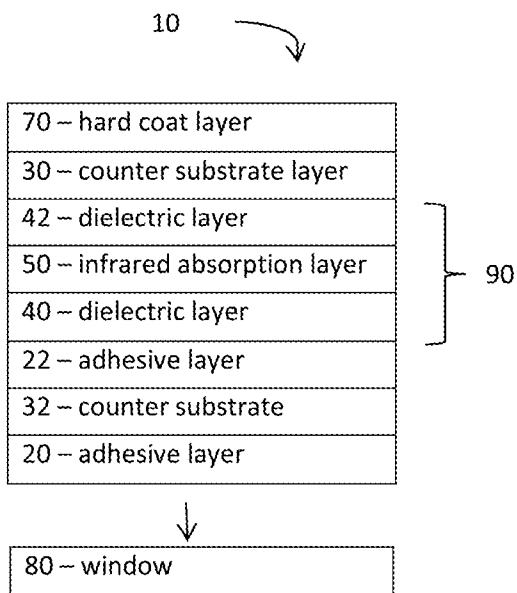 10
70 – hard coat layer
30 – counter substrate layer
42 – dielectric layer
50 – infrared absorption layer
90
40 – dielectric layer
22 – adhesive layer
32 – counter substrate
20 – adhesive layer
80 – window